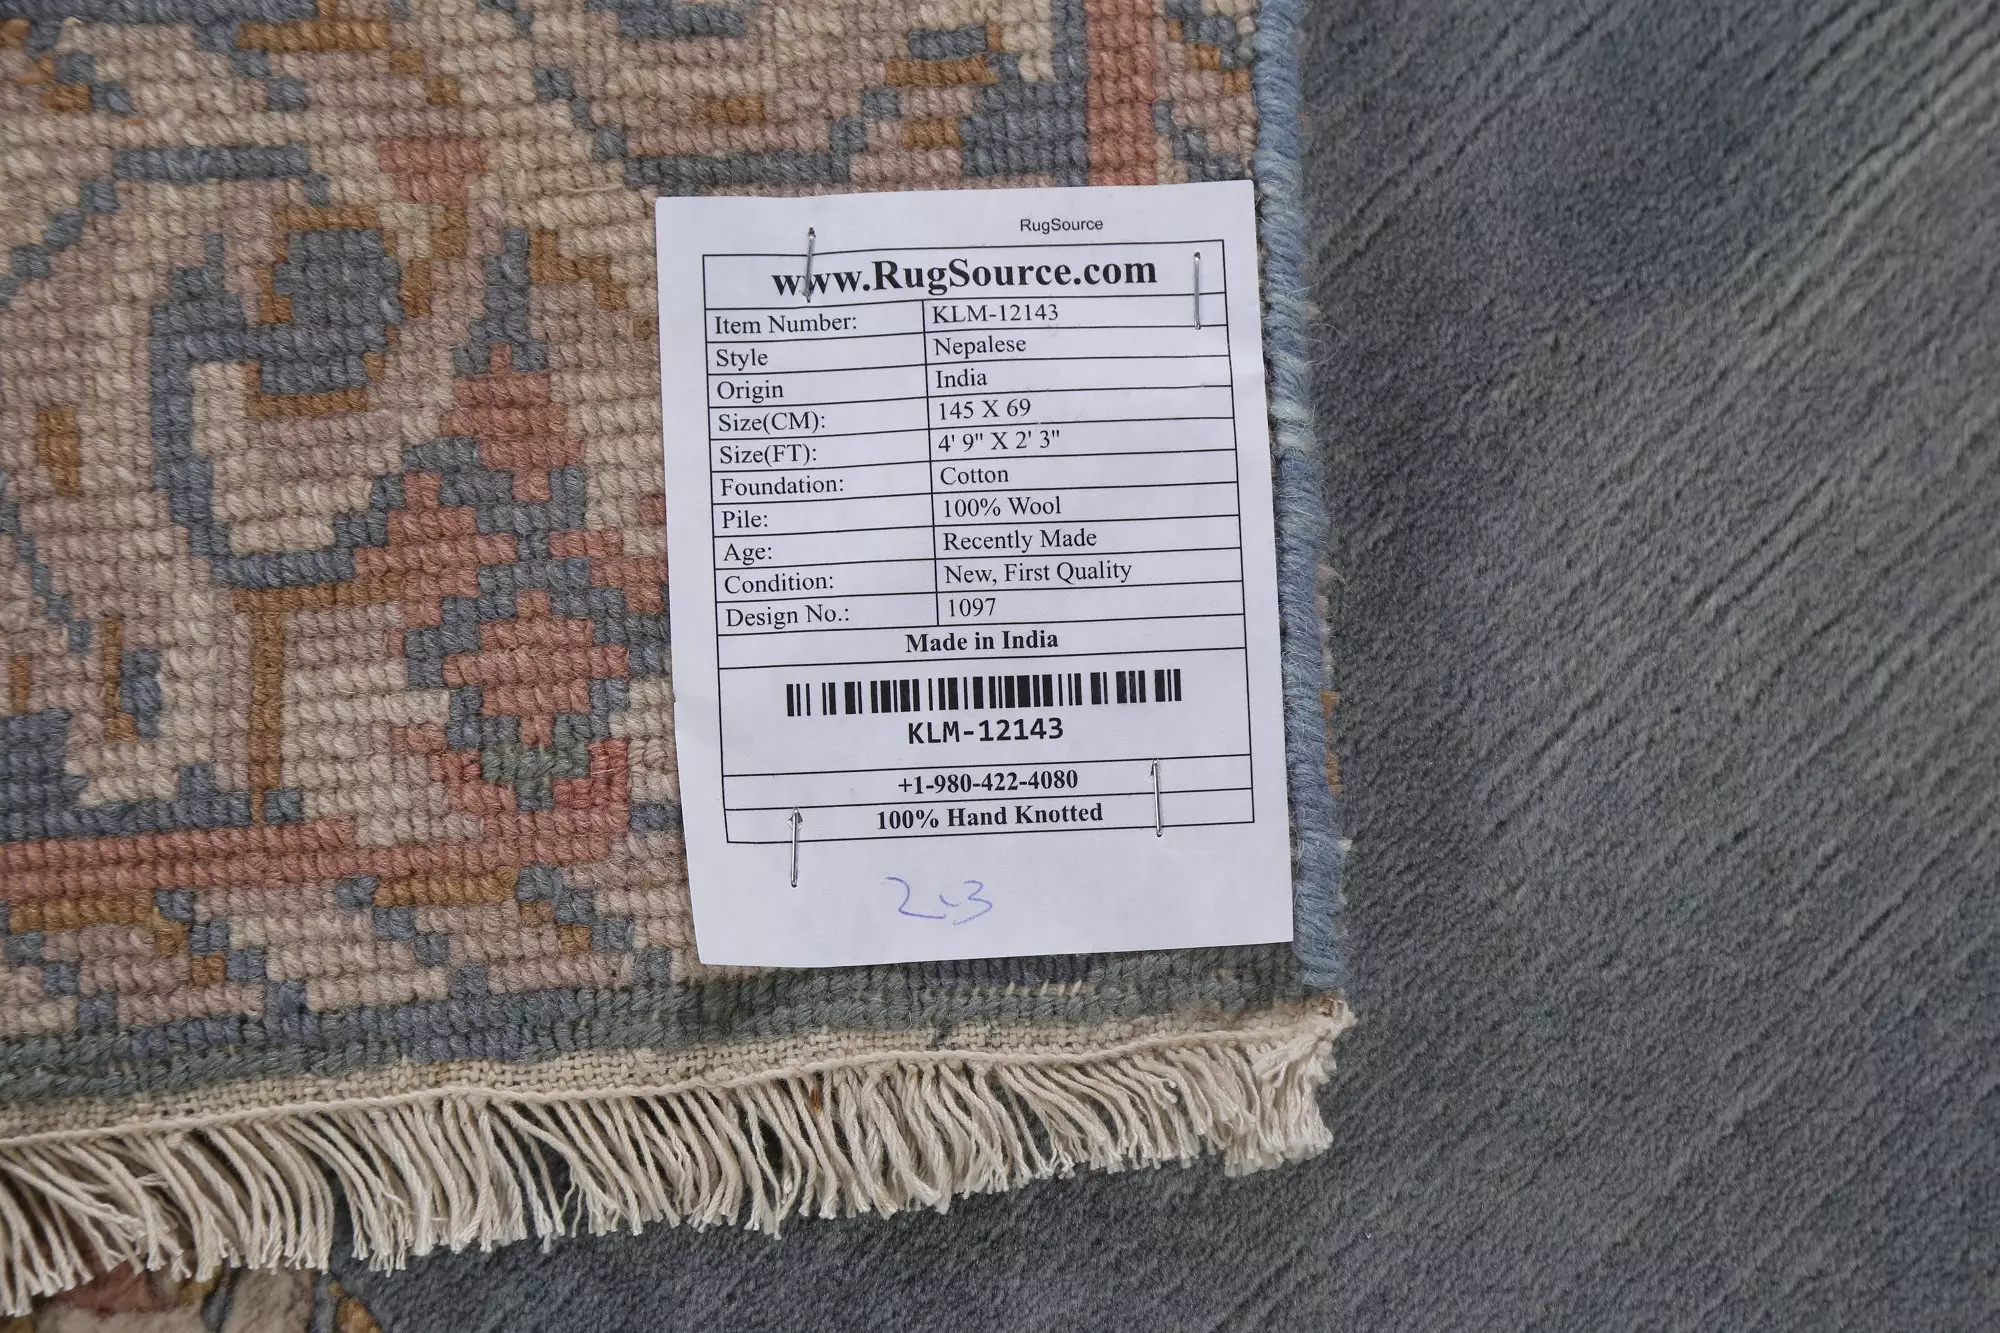 RugSource
www.RugSource.com
Item Number: KLM-12143
Style Nepalese
Origin India
Size(CM): 145 X 69
Size(FT): 4' 9" X 2' 3"
Foundation: Cotton
Pile: 100% Wool
Age: Recently Made
Condition: New, First Quality
Design No.: 1097
Made in India
KLM-12143
+1-980-422-4080
100% Hand Knotted